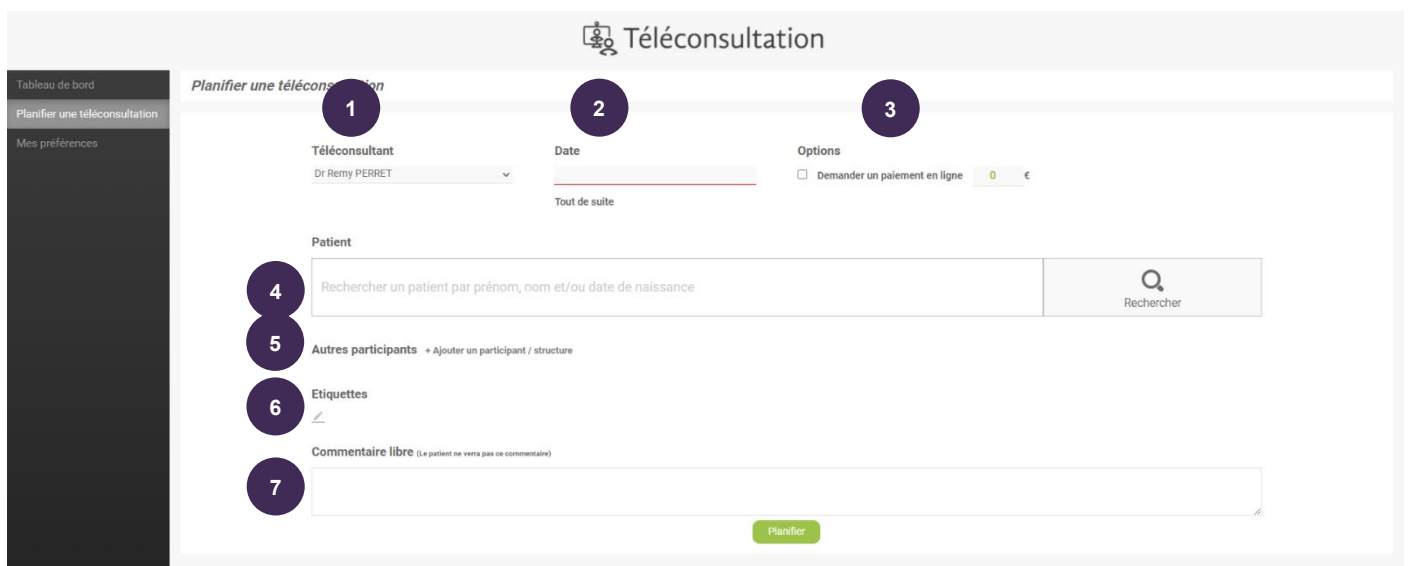 Téléconsultation
Tableau de bord
Planifier une téléconsultation
Mes préférences
Planifier une
1
2
3
Téléconsultant
Date
Options
Dr Remy PERRET
Demander un paiement en ligne 0 €
Tout de suite
Patient
4
Rechercher un patient par prénom, nom et/ou date de naissance
Rechercher
5
Autres participants + Ajouter un participant / structure
Etiquettes
6
Commentaire libre (Le patient ne verra pas ce commentaire)
7
Planifier